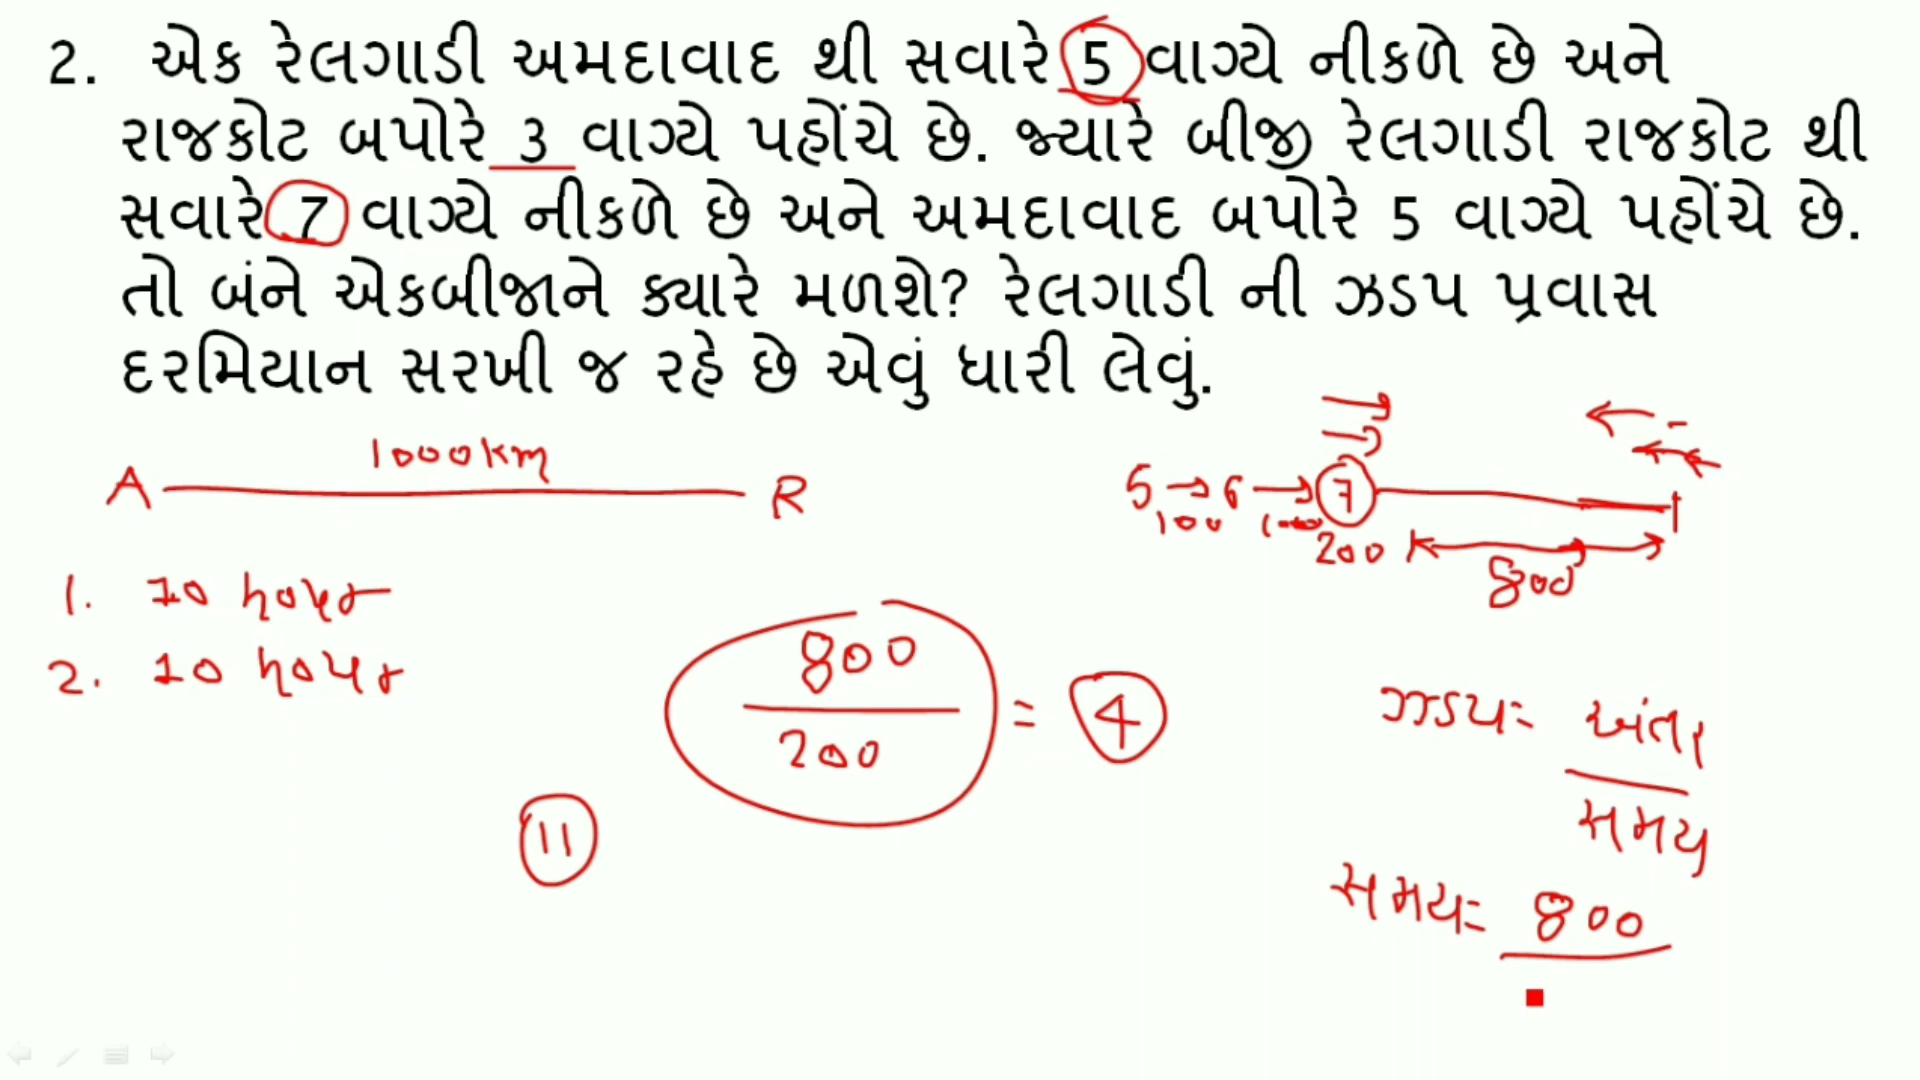 2. એક રેલગાડી અમદાવાદ થી સવારે 5 વાગ્યે નીકળે છે અને
રાજકોટ બપોરે 3 વાગ્યે પહોંચે છે. જ્યારે બીજી રેલગાડી રાજકોટ થી
સવારે 7 વાગ્યે નીકળે છે અને અમદાવાદ બપોરે 5 વાગ્યે પહોંચે છે.
તો બંને એકબીજાને ક્યારે મળશે? રેલગાડી ની ઝડપ પ્રવાસ
દરમિયાન સરખી જ રહે છે એવું ધારી લેવું.
1000km
A R
5 → 6 → 7
100 100
200 800
1. 10 hour
2. 10 hour
800
200
= 4
11
ઝડપ = અંતર
સમય
સમય = 800